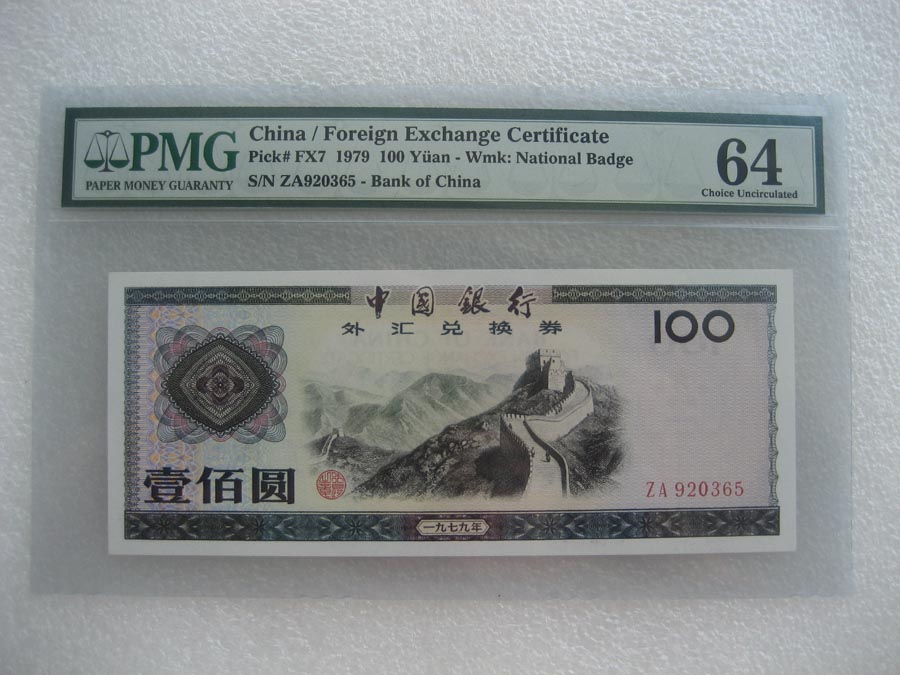 PMG
PAPER MONEY GUARANTY
China / Foreign Exchange Certificate
Pick# FX7 1979 100 Yüan - Wmk: National Badge
S/N ZA920365 - Bank of China
64
Choice Uncirculated
中國銀行
外汇兑换券
100
壹佰圆
ZA 920365
一九七九年